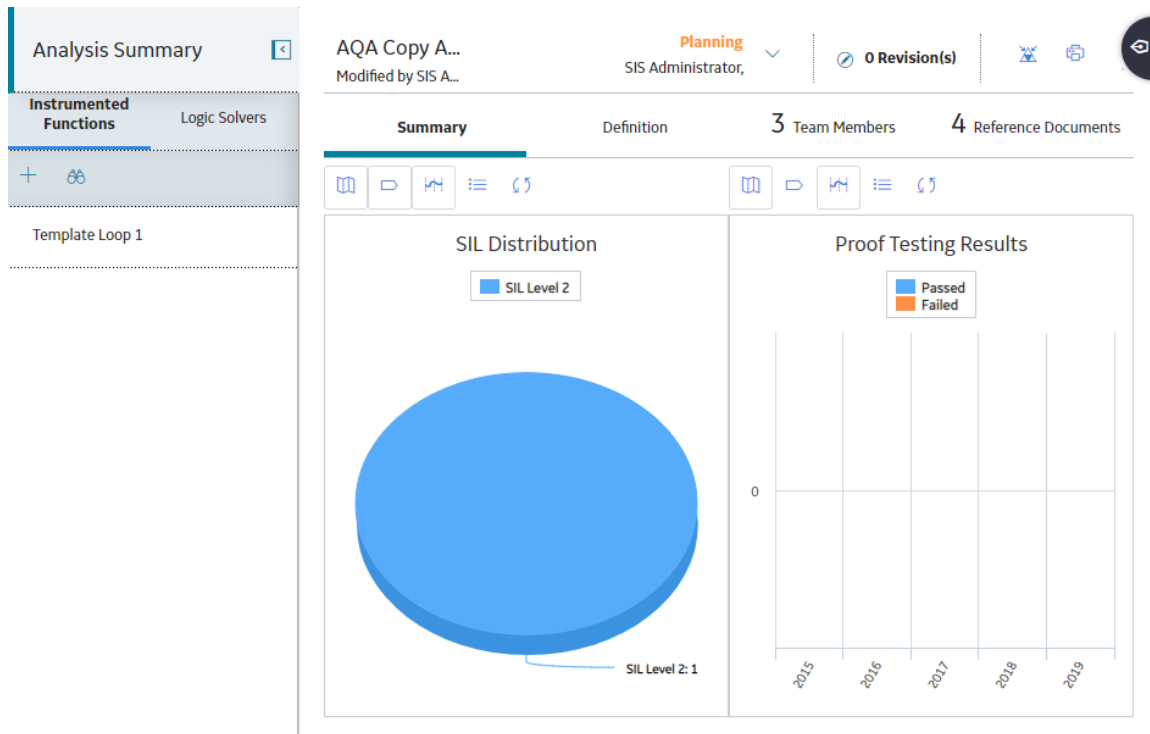 Analysis Summary
Instrumented
Functions
Logic Solvers
Template Loop 1
AQA Copy A...
Modified by SIS A...
Planning
SIS Administrator,
0 Revision(s)
Summary
Definition
3 Team Members
4 Reference Documents
SIL Distribution
SIL Level 2
SIL Level 2: 1
Proof Testing Results
Passed
Failed
0
2015
2016
2017
2018
2019